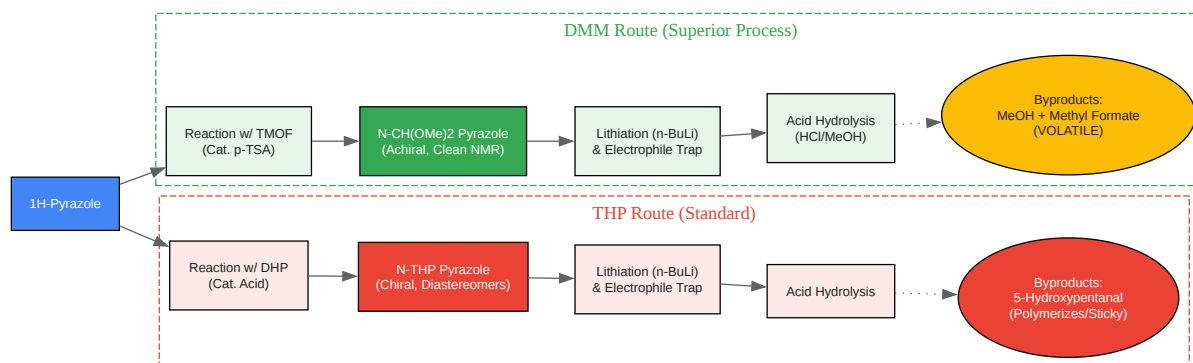 DMM Route (Superior Process)
Reaction w/ TMOF
(Cat. p-TSA)
N-CH(OMe)2 Pyrazole
(Achiral, Clean NMR)
Lithiation (n-BuLi)
& Electrophile Trap
Acid Hydrolysis
(HCl/MeOH)
Byproducts:
MeOH + Methyl Formate
(VOLATILE)
1H-Pyrazole
THP Route (Standard)
Reaction w/ DHP
(Cat. Acid)
N-THP Pyrazole
(Chiral, Diastereomers)
Lithiation (n-BuLi)
& Electrophile Trap
Acid Hydrolysis
Byproducts:
5-Hydroxypentanal
(Polymerizes/Sticky)